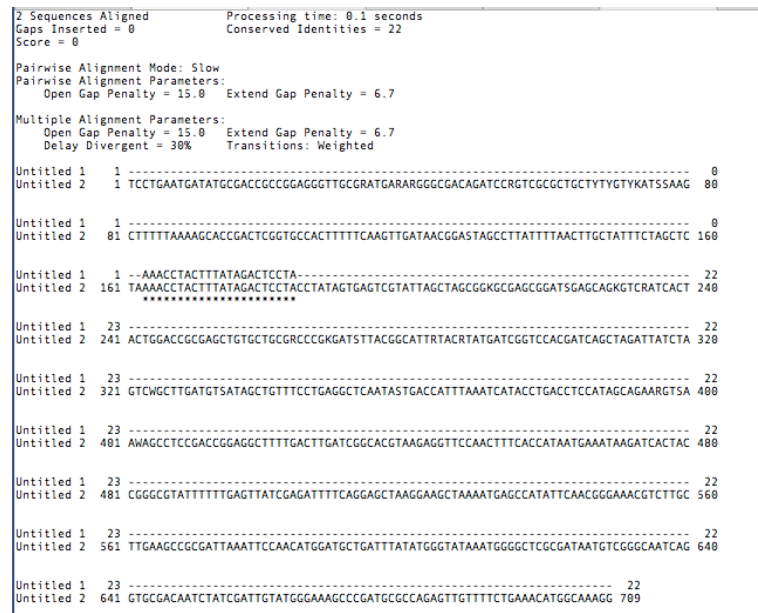 2 Sequences Aligned Processing time: 0.1 seconds
Gaps Inserted = 0 Conserved Identities = 22
Score = 0
Pairwise Alignment Mode: Slow
Pairwise Alignment Parameters:
Open Gap Penalty = 15.0 Extend Gap Penalty = 6.7
Multiple Alignment Parameters:
Open Gap Penalty = 15.0 Extend Gap Penalty = 6.7
Delay Divergent = 30% Transitions: Weighted
Untitled 1 1 -------------------------------------------------------------------------------- 0
Untitled 2 1 TCCTGAATGATATGCGACCGCCGGAGGGTTGCGRATGARARGGGCGACAGATCCRGTCGCGCTGCTYTYGTYKATSSAAG 80
Untitled 1 1 -------------------------------------------------------------------------------- 0
Untitled 2 81 CTTTTTAAAAGCACCGACTCGGTGCCACTTTTTCAAGTTGATAACGGASTAGCCTTATTTTAACTTGCTATTTCTAGCTC 160
Untitled 1 1 --AAACCTACTTTATAGACTCCTA-------------------------------------------------------- 22
Untitled 2 161 TAAAACCTACTTTATAGACTCCTACCTATAGTGAGTCGTATTAGCTAGCGGKGCGAGCGGATSGAGCAGKGTCRATCACT 240
**********************
Untitled 1 23 -------------------------------------------------------------------------------- 22
Untitled 2 241 ACTGGACCGCGAGCTGTGCTGCGRCCCGKGATSTTACGGCATTRTACRTATGATCGGTCCACGATCAGCTAGATTATCTA 320
Untitled 1 23 -------------------------------------------------------------------------------- 22
Untitled 2 321 GTCWGCTTGATGTSATAGCTGTTTCCTGAGGCTCAATASTGACCATTTAAATCATACCTGACCTCCATAGCAGAARGTSA 400
Untitled 1 23 -------------------------------------------------------------------------------- 22
Untitled 2 401 AWAGCCTCCGACCGGAGGCTTTTGACTTGATCGGCACGTAAGAGGTTCCAACTTTCACCATAATGAAATAAGATCACTAC 480
Untitled 1 23 -------------------------------------------------------------------------------- 22
Untitled 2 481 CGGGCGTATTTTTTGAGTTATCGAGATTTTCAGGAGCTAAGGAAGCTAAAATGAGCCATATTCAACGGGAAACGTCTTGC 560
Untitled 1 23 -------------------------------------------------------------------------------- 22
Untitled 2 561 TTGAAGCCGCGATTAAATTCCAACATGGATGCTGATTTATATGGGTATAAATGGGGCTCGCGATAATGTCGGGCAATCAG 640
Untitled 1 23 --------------------------------------------------------------------- 22
Untitled 2 641 GTGCGACAATCTATCGATTGTATGGGAAAGCCCGATGCGCCAGAGTTGTTTTCTGAAACATGGCAAAGG 709